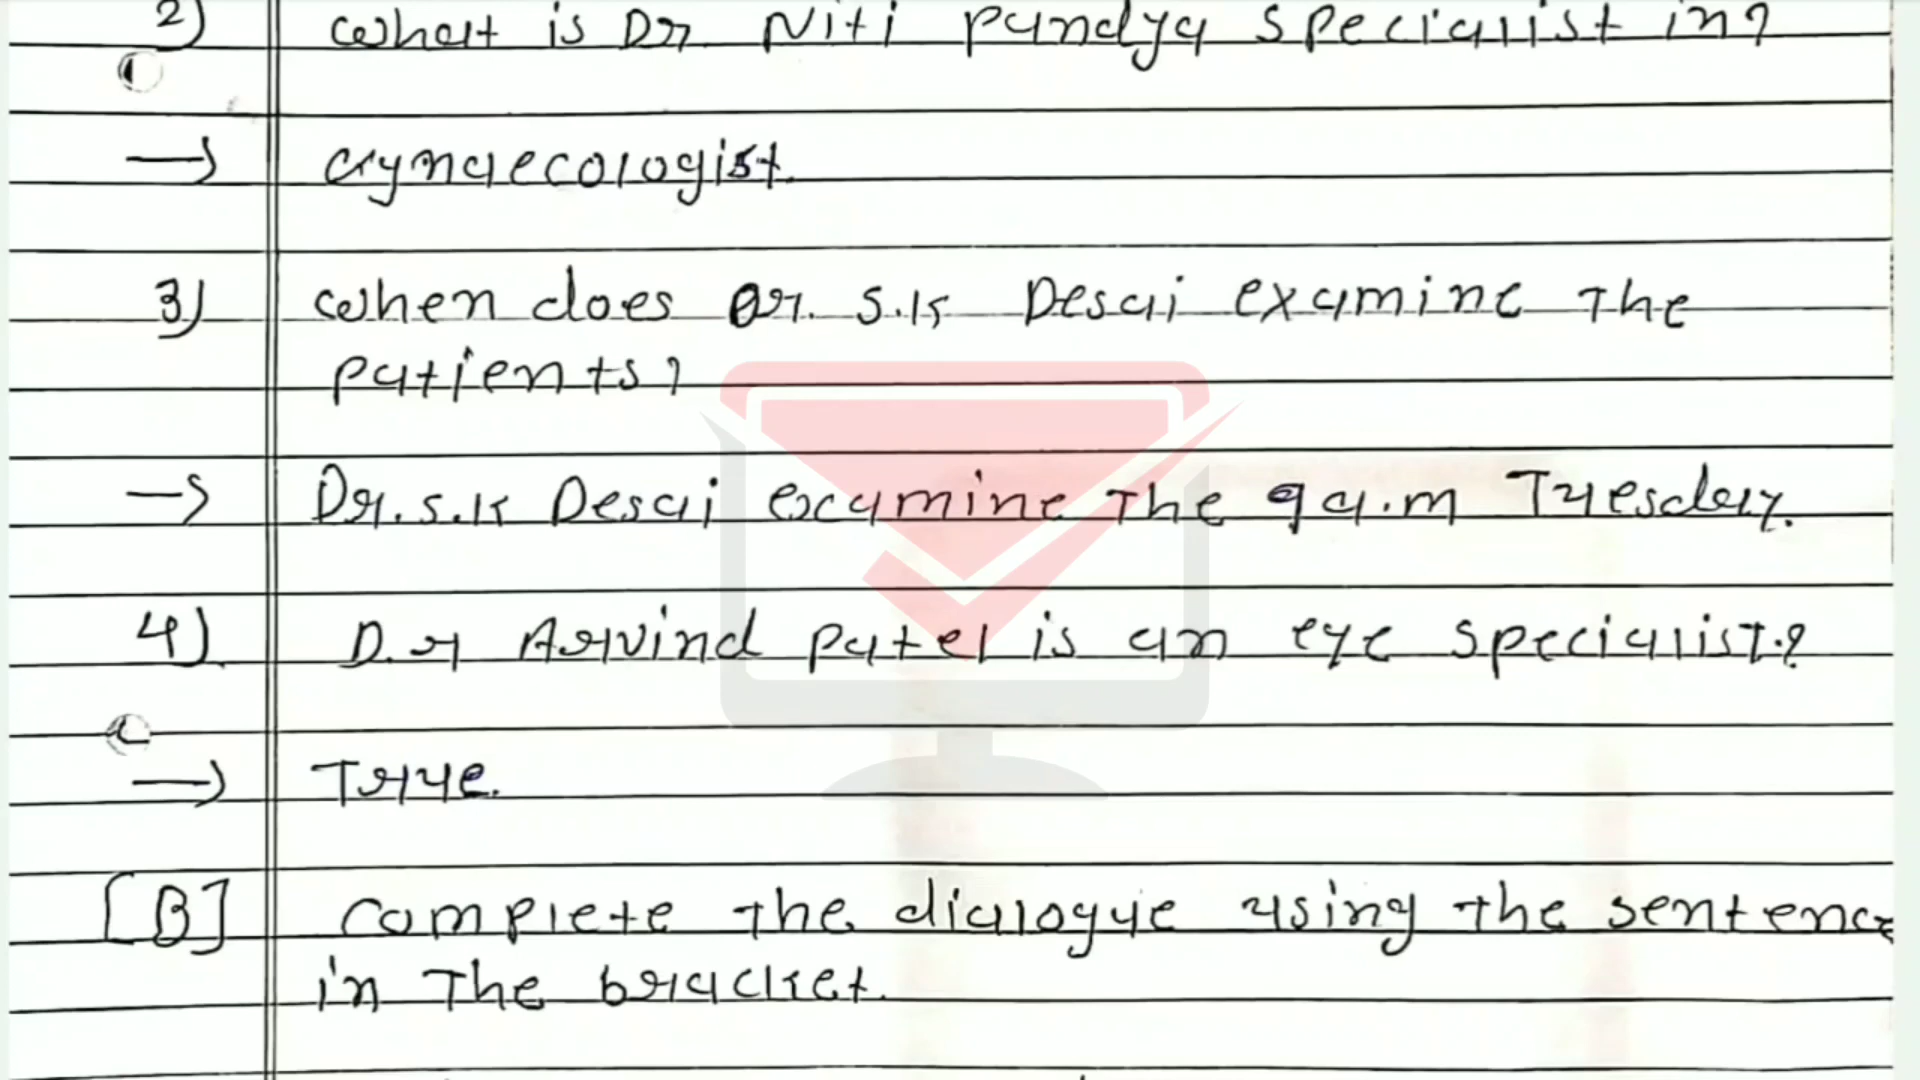 2) What is Dr. Niti Pandya specialist in?
→ Gynaecologist.
3) When does Dr. S.K Desai examine The
patients?
→ Dr. S.K Desai examine The 9 a.m Tuesday.
4) D.r Arvind patel is an eye specialist.?
→ True.
[B] Complete the dialogue using the sentence
in The bracket.